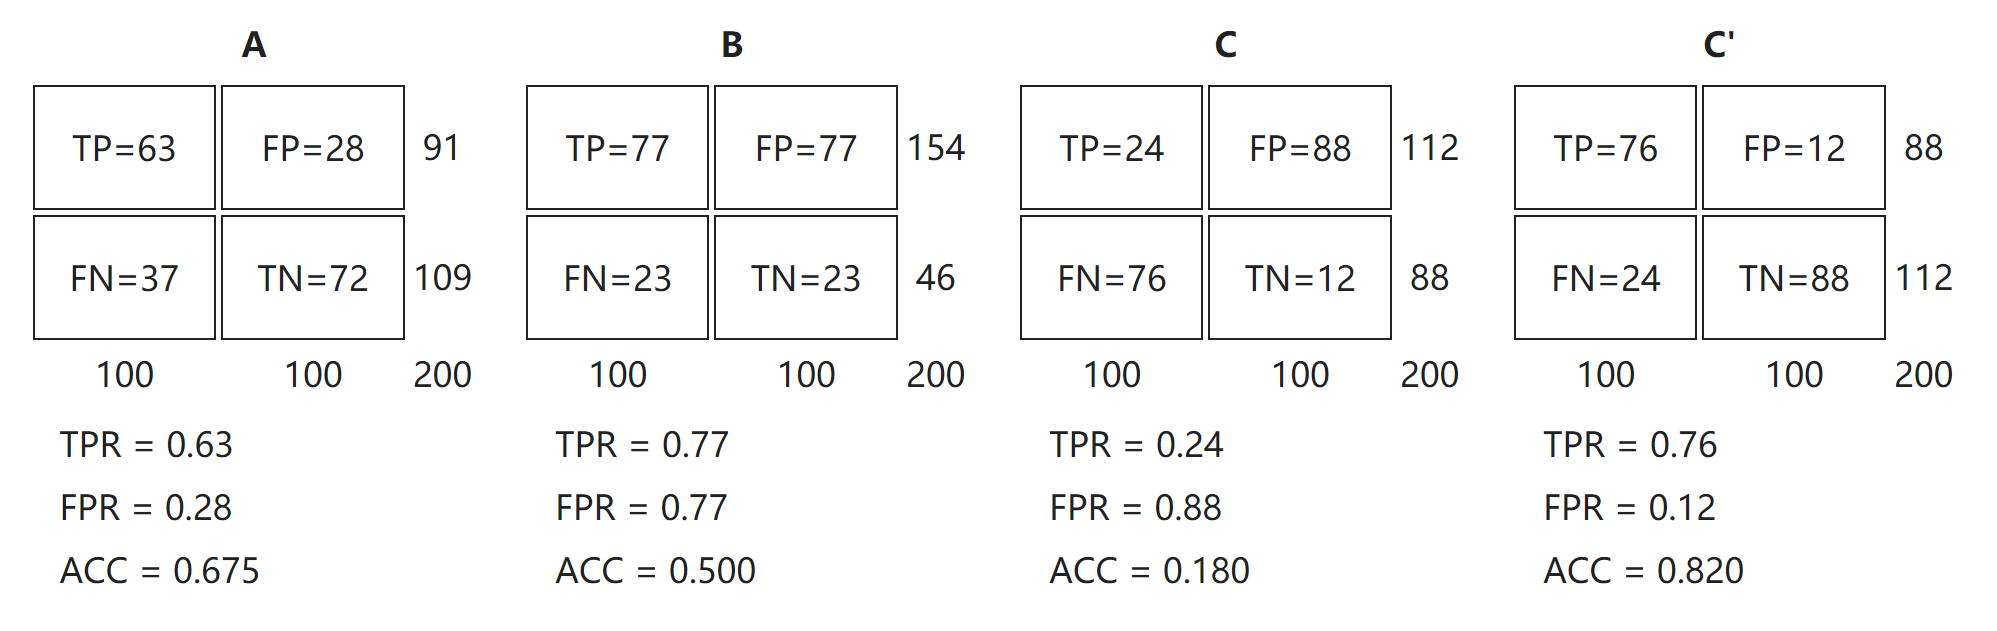 A B C C'
TP=63 FP=28 91 TP=77 FP=77 154 TP=24 FP=88 112 TP=76 FP=12 88
FN=37 TN=72 109 FN=23 TN=23 46 FN=76 TN=12 88 FN=24 TN=88 112
100 100 200 100 100 200 100 100 200 100 100 200
TPR = 0.63 TPR = 0.77 TPR = 0.24 TPR = 0.76
FPR = 0.28 FPR = 0.77 FPR = 0.88 FPR = 0.12
ACC = 0.675 ACC = 0.500 ACC = 0.180 ACC = 0.820